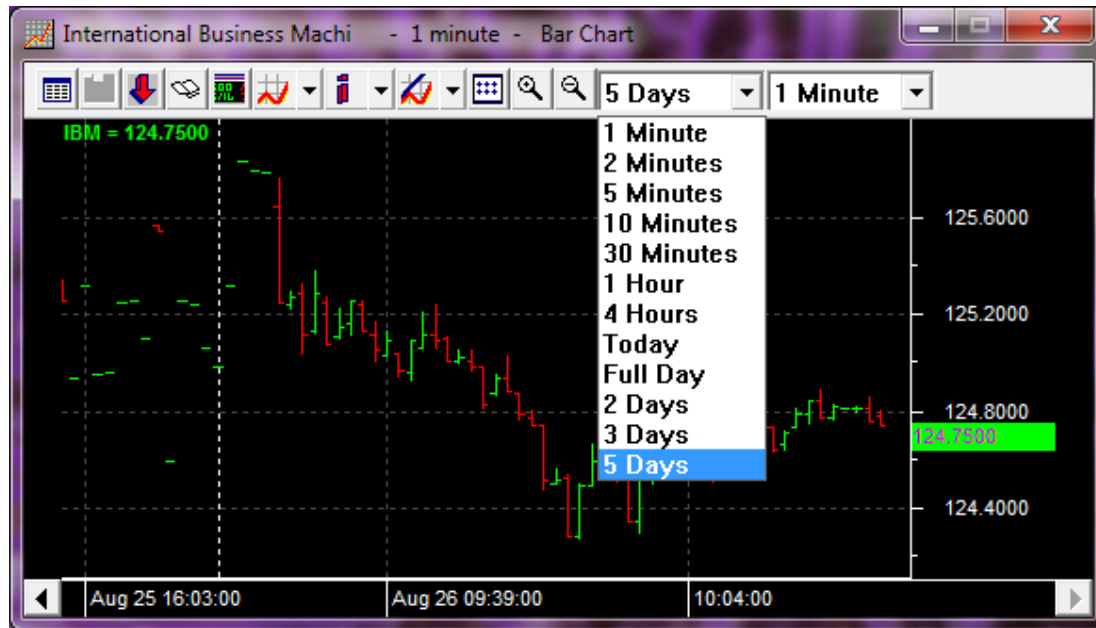 International Business Machi - 1 minute - Bar Chart
5 Days 1 Minute
IBM = 124.7500
1 Minute
2 Minutes
5 Minutes
10 Minutes
30 Minutes
1 Hour
4 Hours
Today
Full Day
2 Days
3 Days
5 Days
125.6000
125.2000
124.8000
124.7500
124.4000
Aug 25 16:03:00 Aug 26 09:39:00 10:04:00